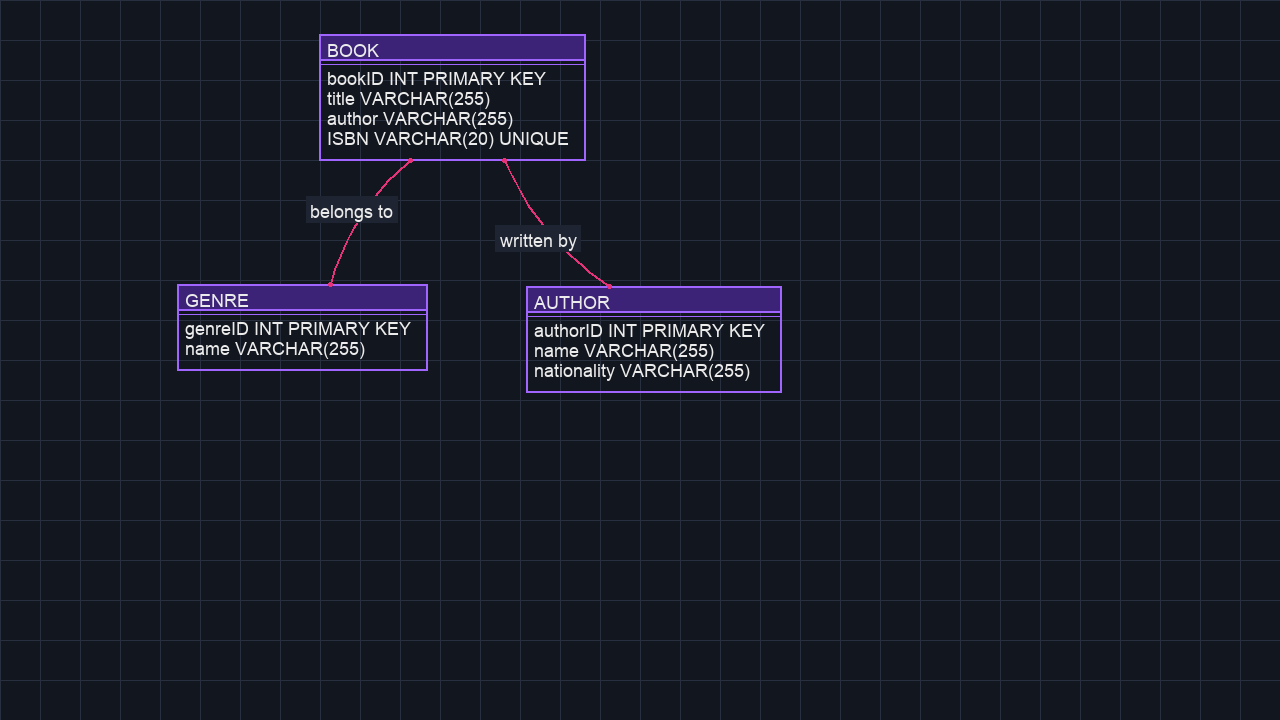 BOOK
bookID INT PRIMARY KEY
title VARCHAR(255)
author VARCHAR(255)
ISBN VARCHAR(20) UNIQUE
belongs to
written by
GENRE
genreID INT PRIMARY KEY
name VARCHAR(255)
AUTHOR
authorID INT PRIMARY KEY
name VARCHAR(255)
nationality VARCHAR(255)